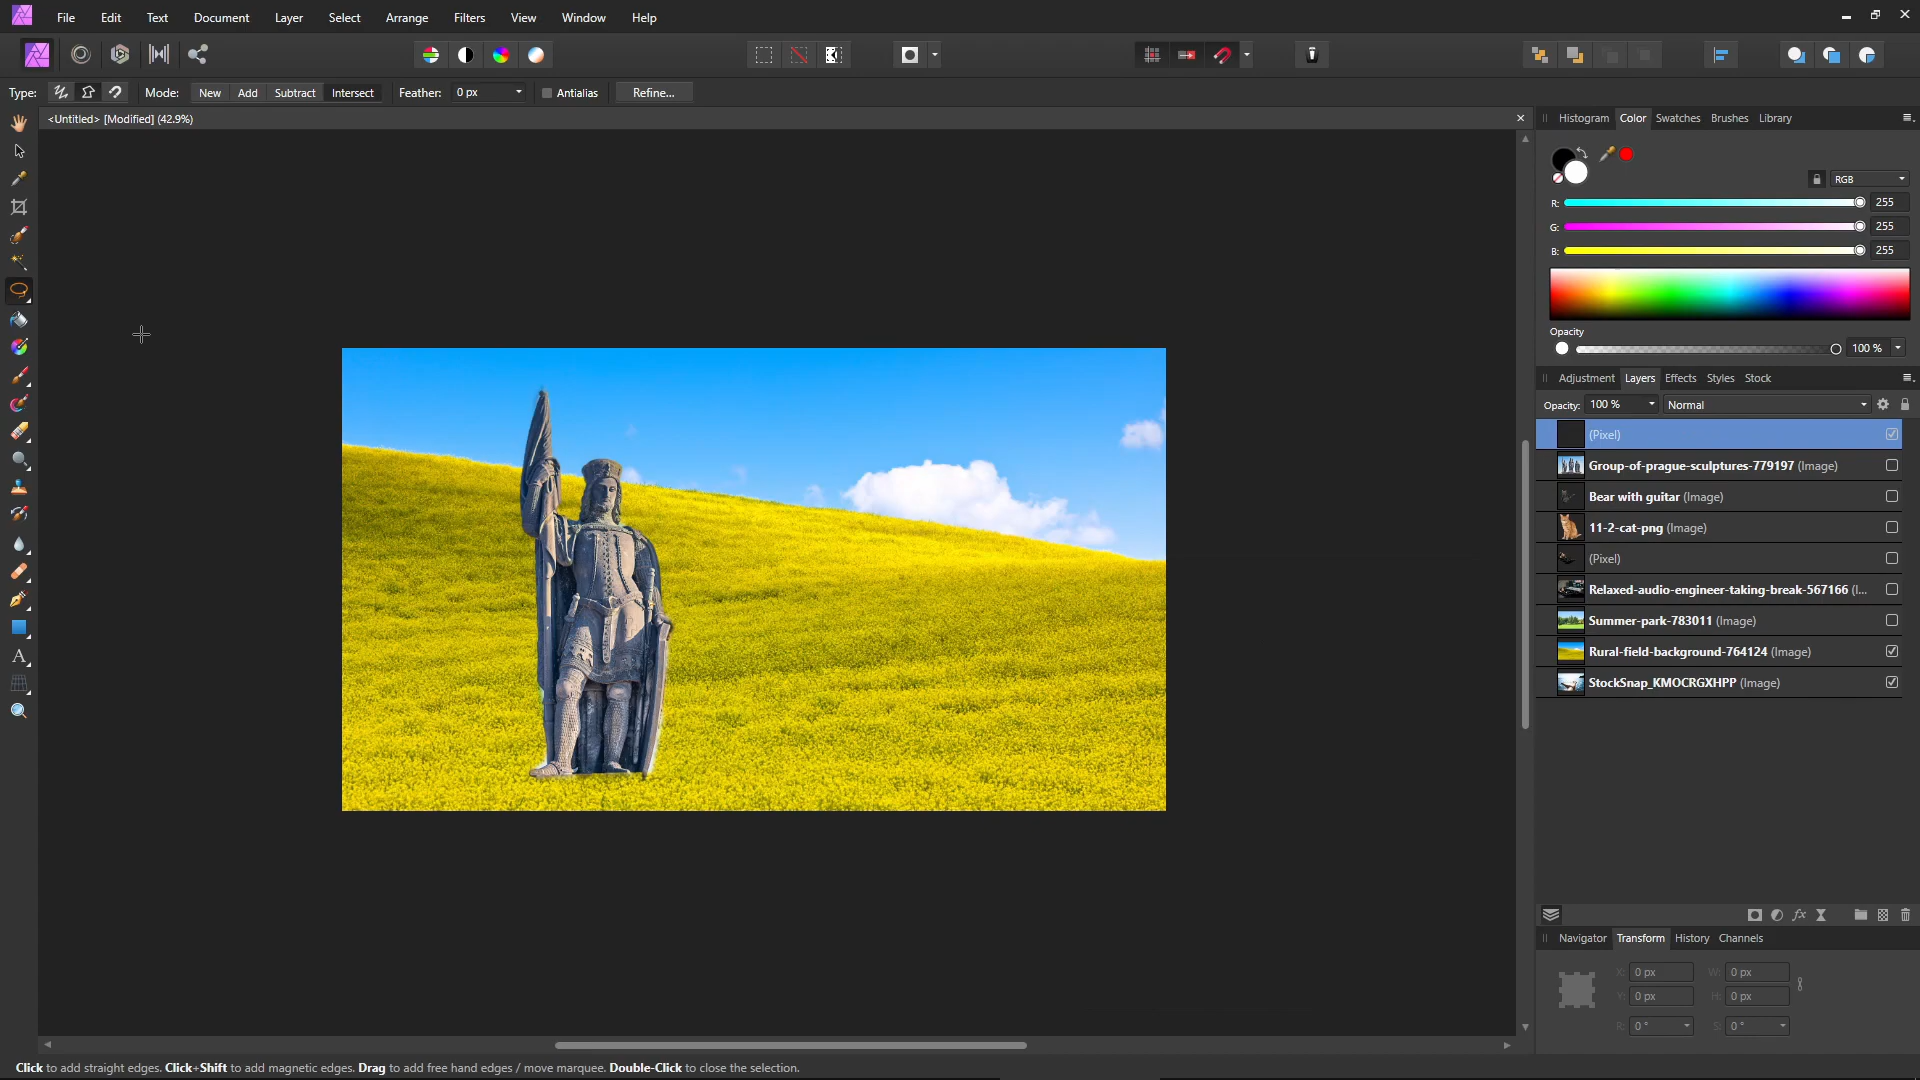 File Edit Text Document Layer Select Arrange Filters View Window Help
Type: Mode: New Add Subtract Intersect Feather: 0 px Antialias Refine...
<Untitled> [Modified] (42.9%)
Histogram Color Swatches Brushes Library
RGB
R: 255
G: 255
B: 255
Opacity
100 %
Adjustment Layers Effects Styles Stock
Opacity: 100 % Normal
(Pixel)
Group-of-prague-sculptures-779197 (Image)
Bear with guitar (Image)
11-2-cat-png (Image)
(Pixel)
Relaxed-audio-engineer-taking-break-567166 (I...
Summer-park-783011 (Image)
Rural-field-background-764124 (Image)
StockSnap_KMOCRGXHPP (Image)
Navigator Transform History Channels
X: 0 px W: 0 px
Y: 0 px H: 0 px
R: 0 ° S: 0 °
Click to add straight edges. Click+Shift to add magnetic edges. Drag to add free hand edges / move marquee. Double-Click to close the selection.